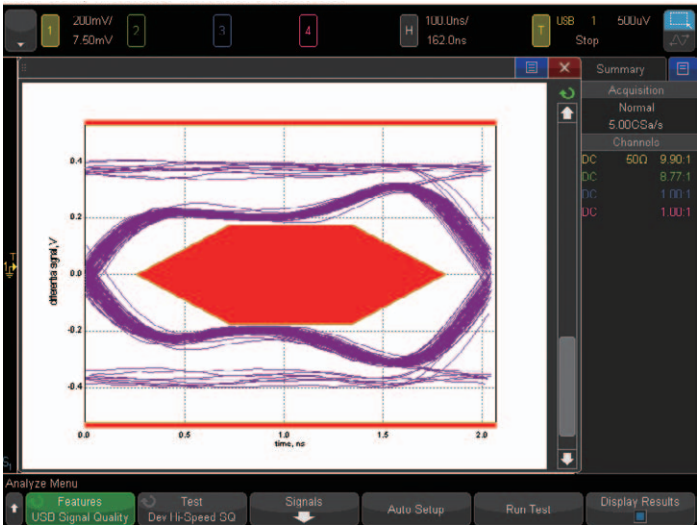 1 200mV/ 2 3 4 H 100.0ns/ T USB 1 500uV
7.50mV 162.0ns Stop
Summary
Acquisition
Normal
5.00GSa/s
Channels
DC 50Ω 9.90:1
DC 8.77:1
DC 1.00:1
DC 1.00:1
0.4
0.2
0.0
-0.2
-0.4
T
1
0.0 0.5 1.0 1.5 2.0
time, ns
Analyze Menu
Features Test Signals Auto Setup Run Test Display Results
USB Signal Quality Dev Hi-Speed SQ